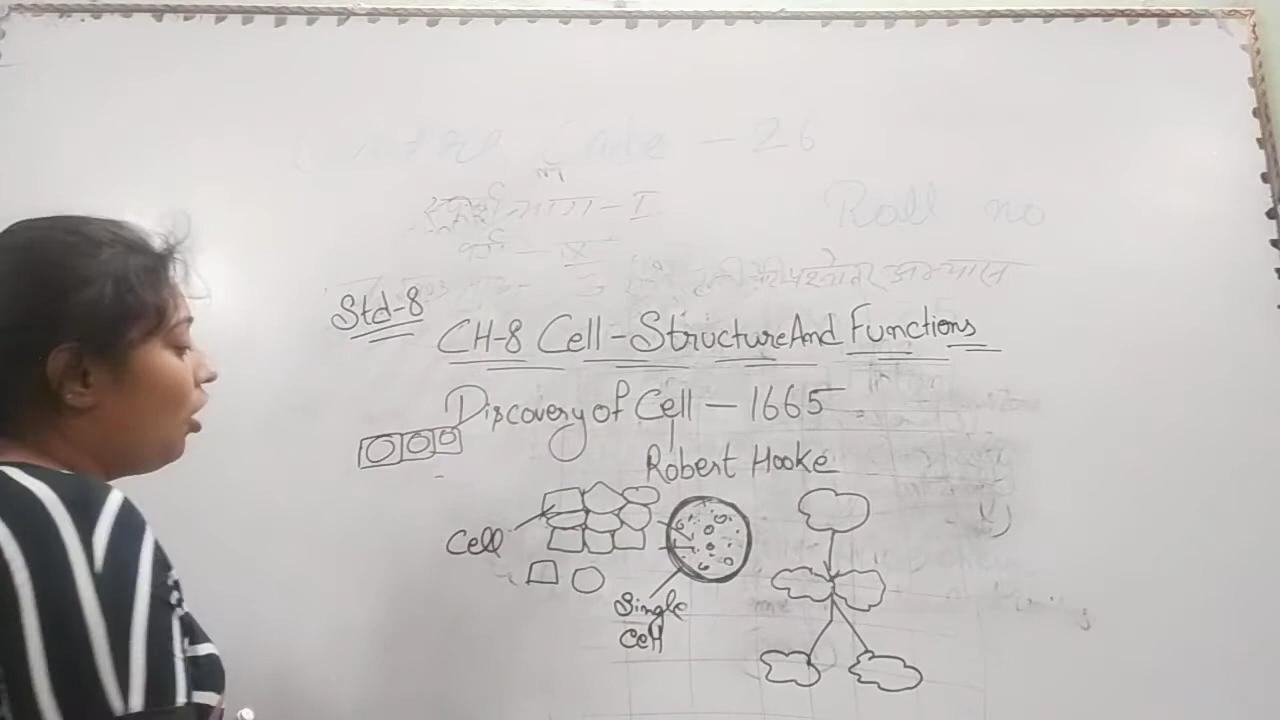 - 26
भाग-I
Roll no
Std-8
CH-8 Cell-Structure And Functions
Discovery of Cell - 1665
Robert Hooke
Cell
Single
Cell